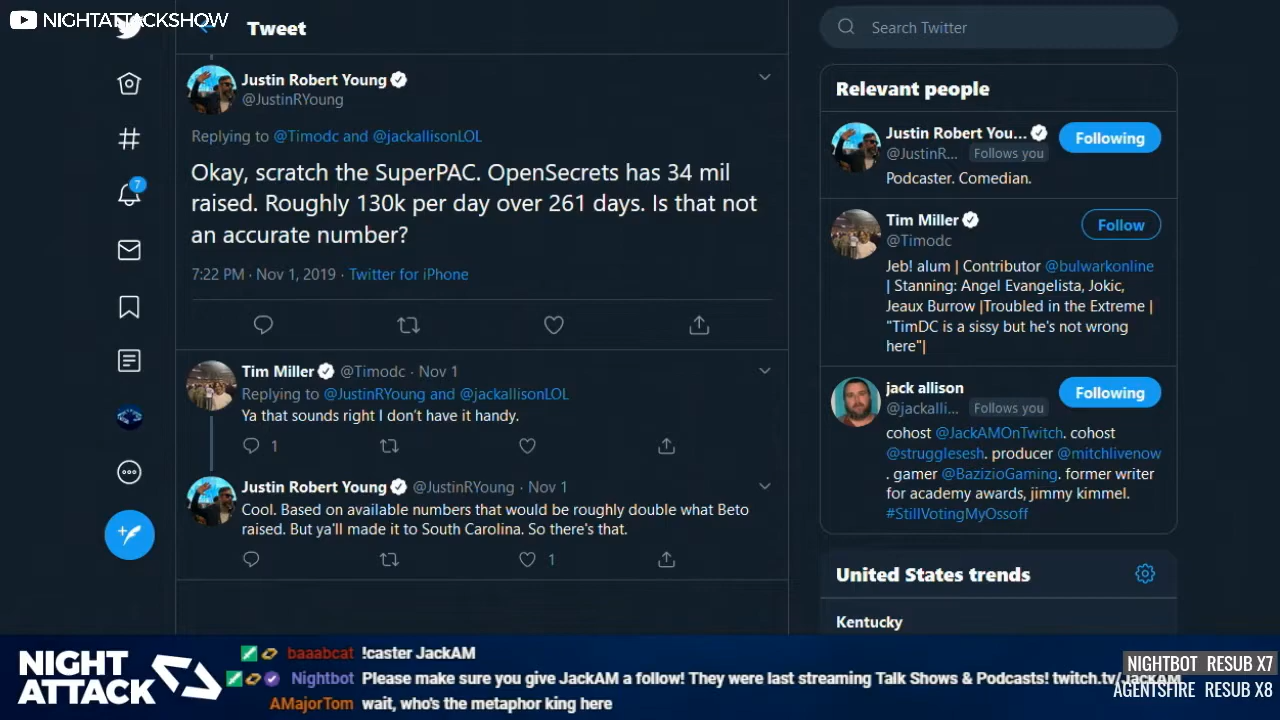 NIGHTATTACKSHOW
Tweet
Search Twitter
Justin Robert Young
@JustinRYoung
Replying to @Timodc and @jackallisonLOL
Okay, scratch the SuperPAC. OpenSecrets has 34 mil
raised. Roughly 130k per day over 261 days. Is that not
an accurate number?
7:22 PM · Nov 1, 2019 · Twitter for iPhone
Tim Miller @Timodc · Nov 1
Replying to @JustinRYoung and @jackallisonLOL
Ya that sounds right I don't have it handy.
1
Justin Robert Young @JustinRYoung · Nov 1
Cool. Based on available numbers that would be roughly double what Beto
raised. But ya'll made it to South Carolina. So there's that.
1
7
Relevant people
Justin Robert You...
Following
@JustinR... Follows you
Podcaster. Comedian.
Tim Miller
Follow
@Timodc
Jeb! alum | Contributor @bulwarkonline
| Stanning: Angel Evangelista, Jokic,
Jeaux Burrow |Troubled in the Extreme |
"TimDC is a sissy but he's not wrong
here"|
jack allison
Following
@jackalli... Follows you
cohost @JackAMOnTwitch. cohost
@strugglesesh. producer @mitchlivenow
. gamer @BazizioGaming. former writer
for academy awards, jimmy kimmel.
#StillVotingMyOssoff
United States trends
Kentucky
NIGHT
ATTACK
baaabcat !caster JackAM
Nightbot Please make sure you give JackAM a follow! They were last streaming Talk Shows & Podcasts! twitch.tv/JackAM
AMajorTom wait, who's the metaphor king here
NIGHTBOT RESUB X7
AGENTSFIRE RESUB X8